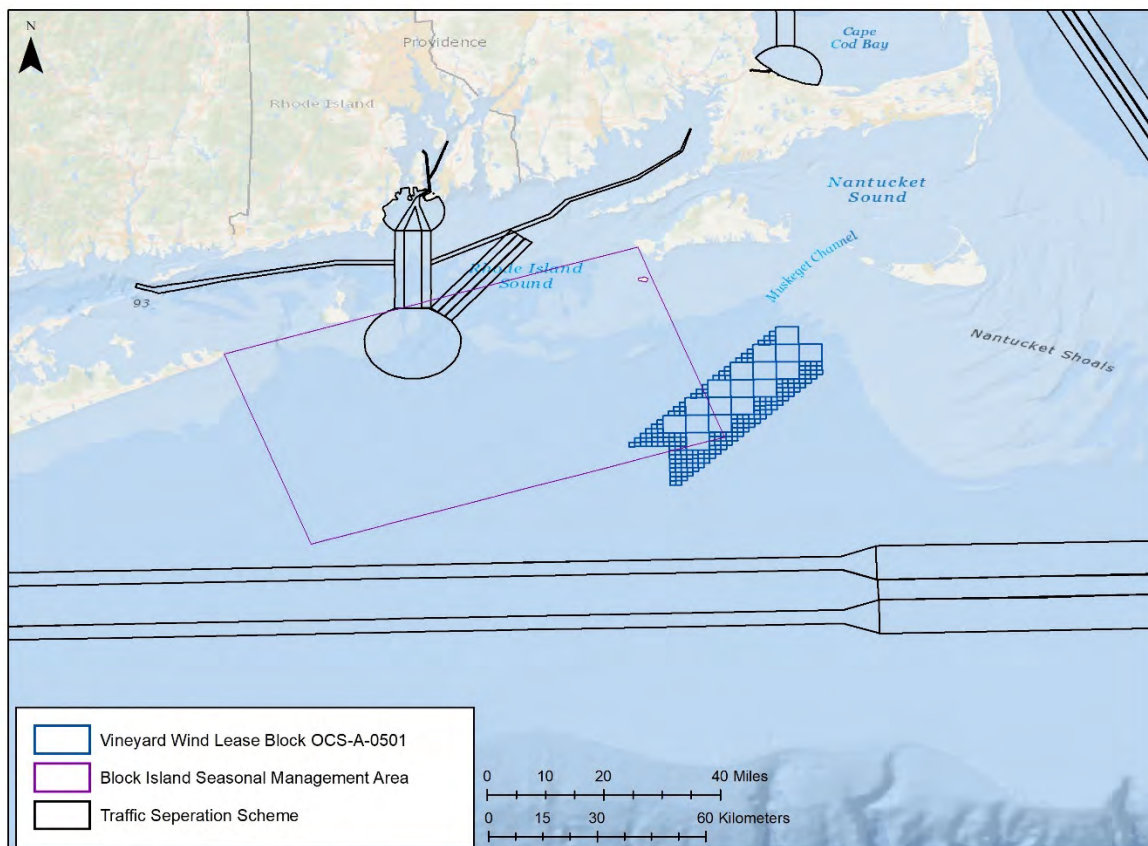 N
Providence
Cape
Cod Bay
Rhode Island
Nantucket
Sound
Muskeget Channel
Rhode Island
Sound
93
Nantucket Shoals
Vineyard Wind Lease Block OCS-A-0501
Block Island Seasonal Management Area
Traffic Seperation Scheme
0 10 20 40 Miles
0 15 30 60 Kilometers